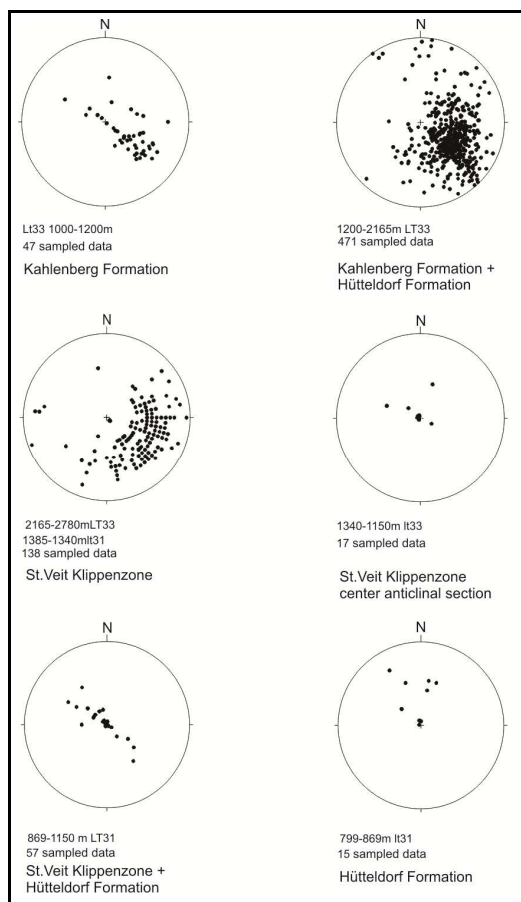 N
Lt33 1000-1200m
47 sampled data
Kahlenberg Formation
N
1200-2165m LT33
471 sampled data
Kahlenberg Formation +
Hütteldorf Formation
N
2165-2780mLT33
1385-1340mlt31
138 sampled data
St.Veit Klippenzone
N
1340-1150m lt33
17 sampled data
St.Veit Klippenzone
center anticlinal section
N
869-1150 m LT31
57 sampled data
St.Veit Klippenzone +
Hütteldorf Formation
N
799-869m lt31
15 sampled data
Hütteldorf Formation